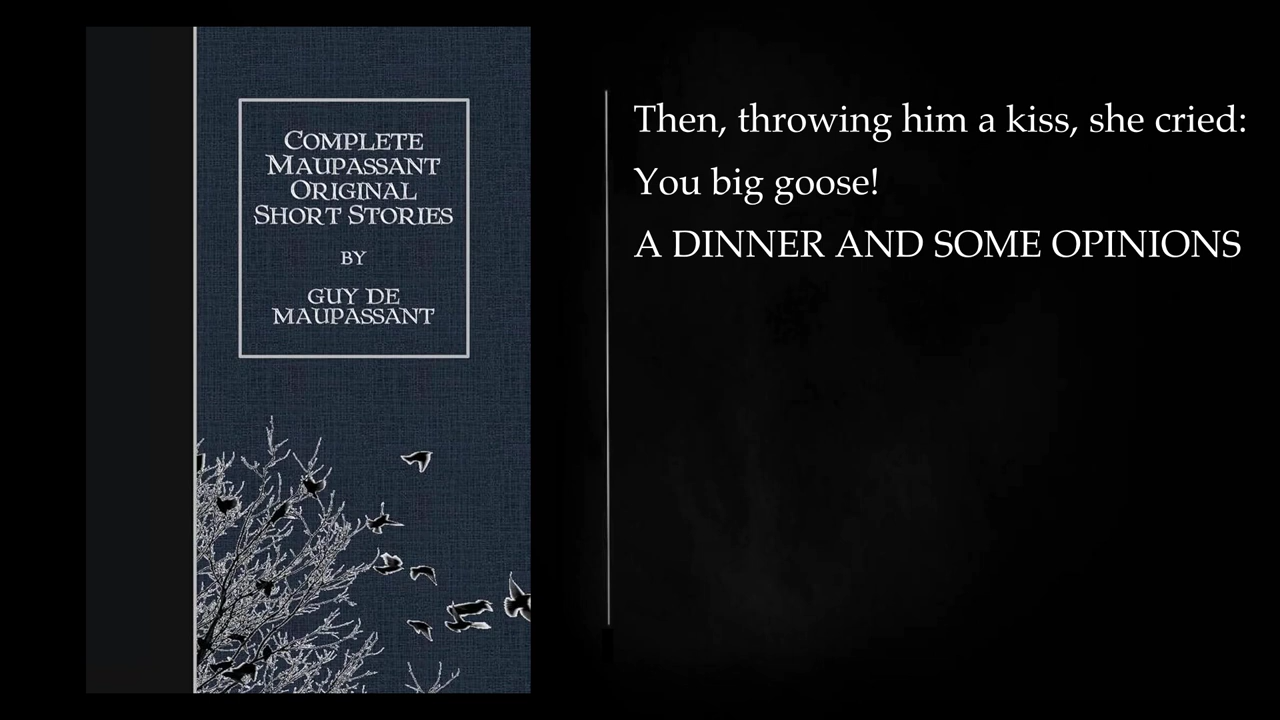 COMPLETE
MAUPASSANT
ORIGINAL
SHORT STORIES
BY
GUY DE
MAUPASSANT
Then, throwing him a kiss, she cried:
You big goose!
A DINNER AND SOME OPINIONS